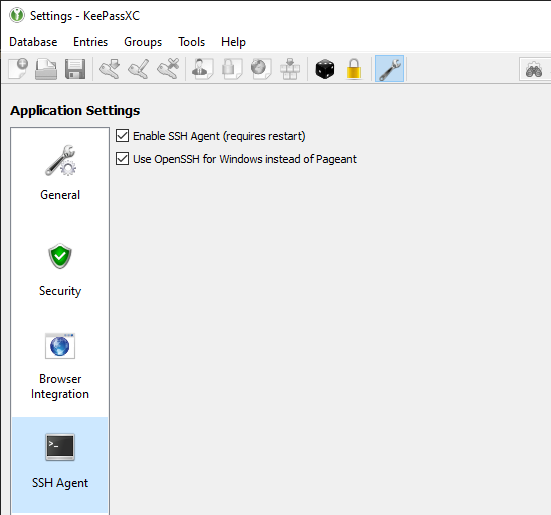 Settings - KeePassXC
Database Entries Groups Tools Help
Application Settings
Enable SSH Agent (requires restart)
Use OpenSSH for Windows instead of Pageant
General
Security
Browser
Integration
>_
SSH Agent